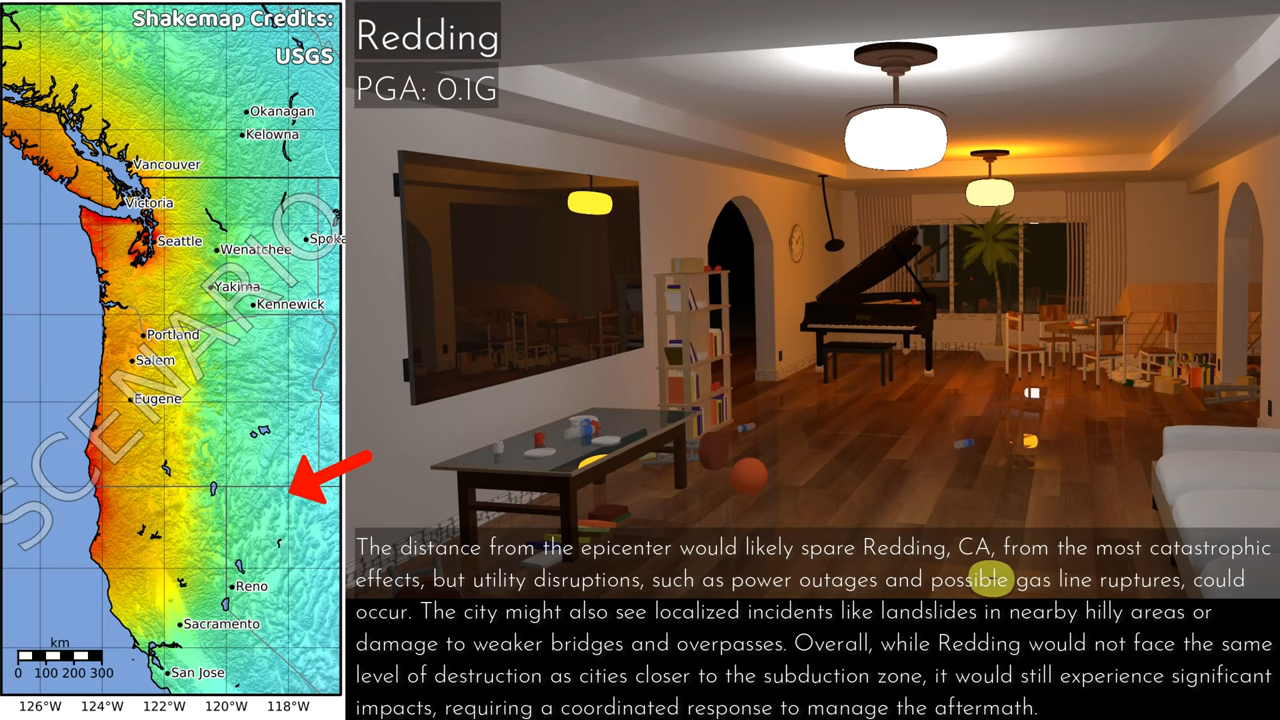 Shakemap Credits:
USGS
Okanagan
Kelowna
Vancouver
Victoria
Seattle
Spoka
Wenatchee
Yakima
Kennewick
Portland
Salem
Eugene
SCENARIO
Reno
Sacramento
San Jose
km
0 100 200 300
126°W 124°W 122°W 120°W 118°W
Redding
PGA: 0.1G
The distance from the epicenter would likely spare Redding, CA, from the most catastrophic
effects, but utility disruptions, such as power outages and possible gas line ruptures, could
occur. The city might also see localized incidents like landslides in nearby hilly areas or
damage to weaker bridges and overpasses. Overall, while Redding would not face the same
level of destruction as cities closer to the subduction zone, it would still experience significant
impacts, requiring a coordinated response to manage the aftermath.